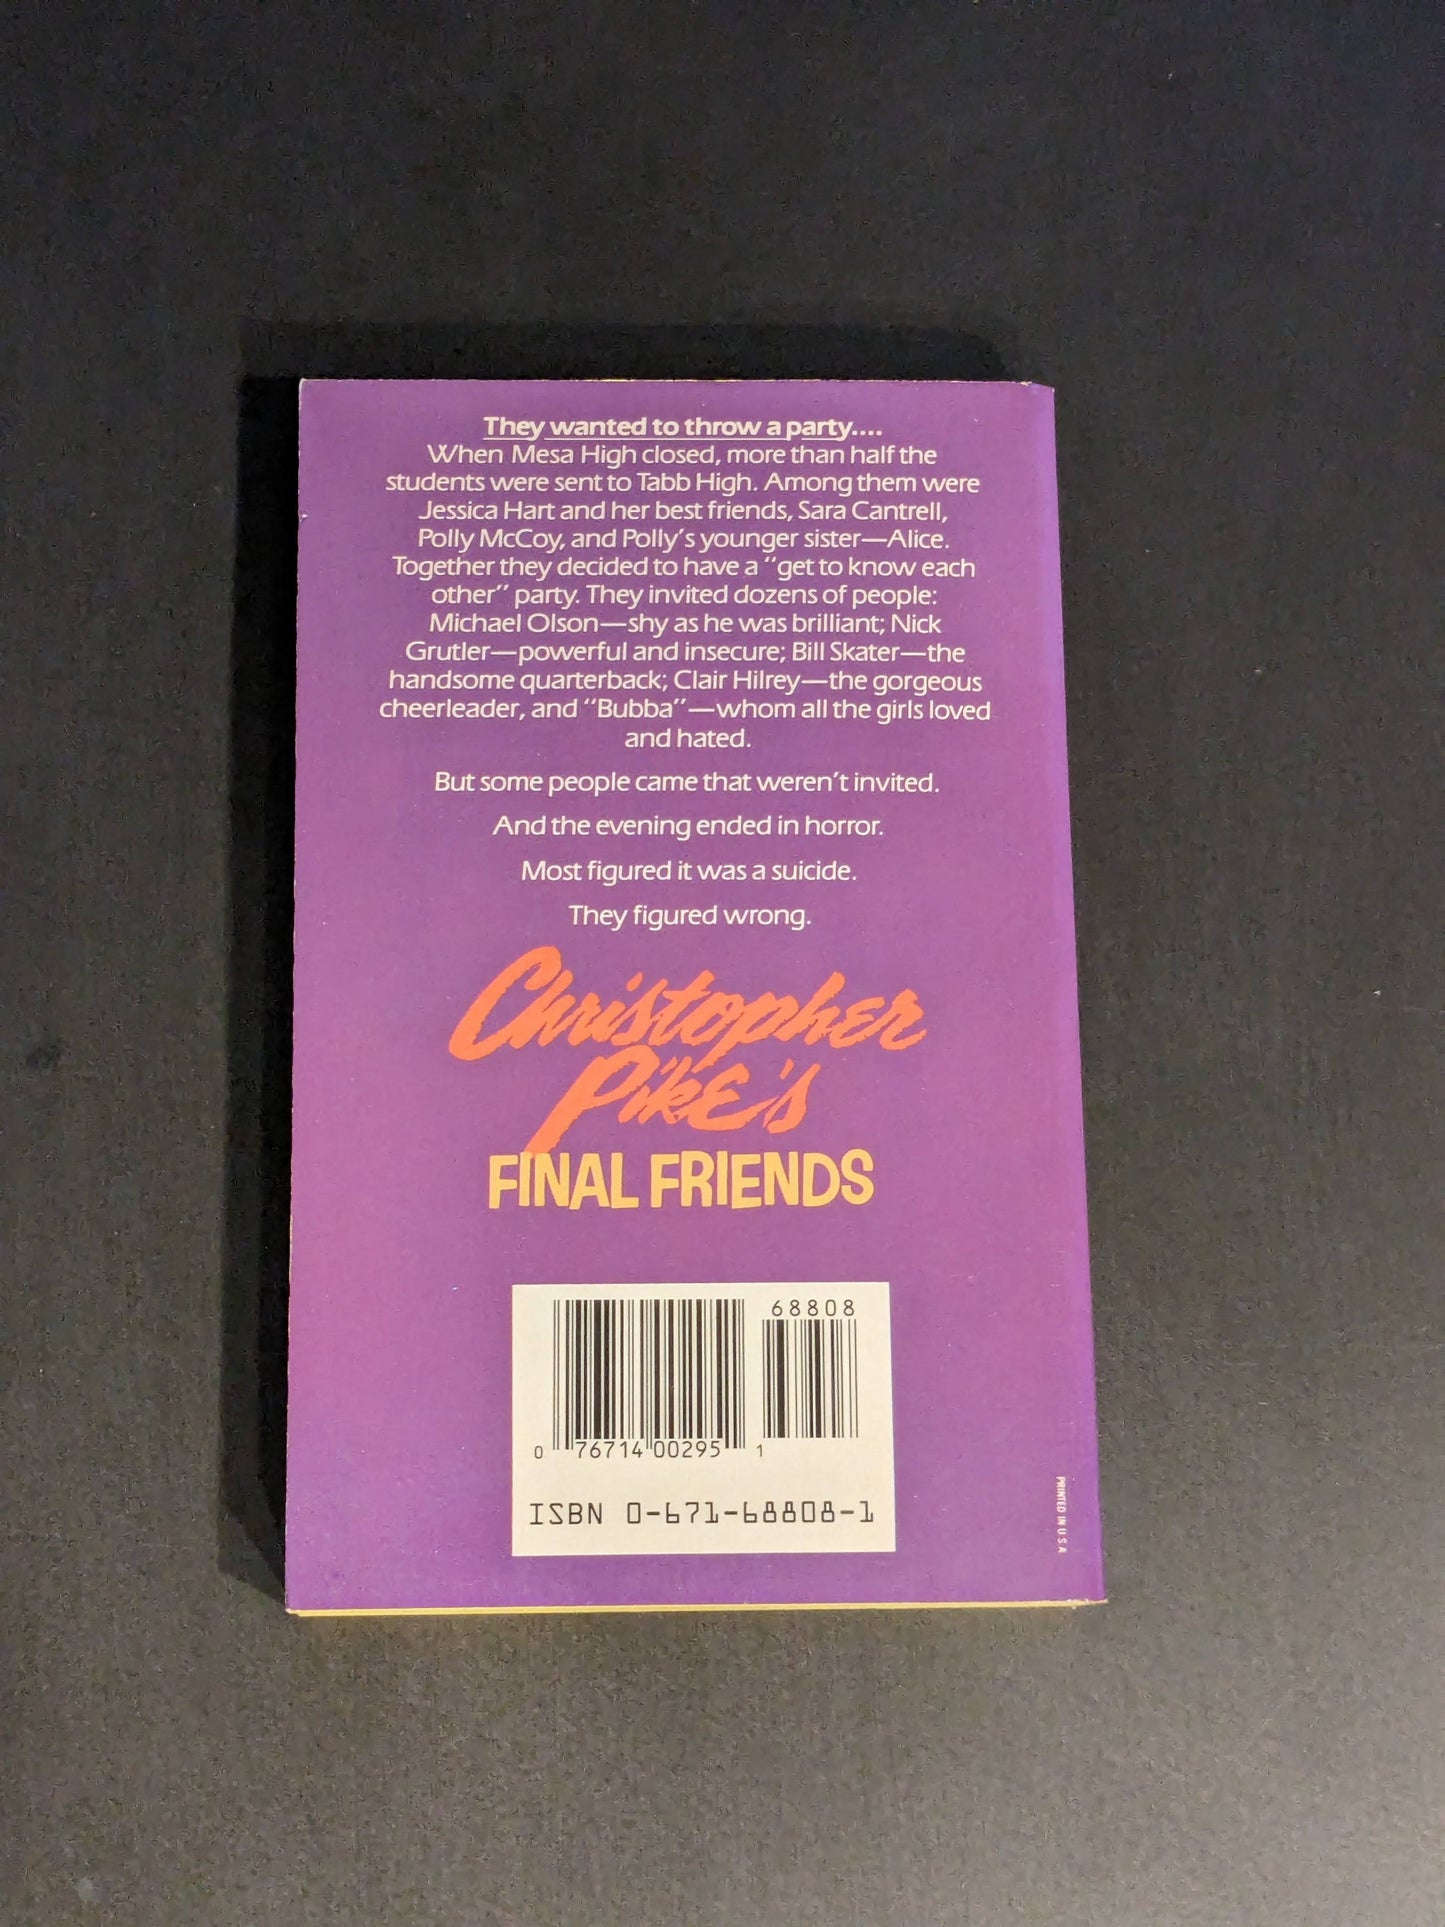 They wanted to throw a party....
When Mesa High closed, more than half the
students were sent to Tabb High. Among them were
Jessica Hart and her best friends, Sara Cantrell,
Polly McCoy, and Polly's younger sister—Alice.
Together they decided to have a "get to know each
other" party. They invited dozens of people:
Michael Olson—shy as he was brilliant; Nick
Grutler—powerful and insecure; Bill Skater—the
handsome quarterback; Clair Hilrey—the gorgeous
cheerleader, and "Bubba"—whom all the girls loved
and hated.
But some people came that weren't invited.
And the evening ended in horror.
Most figured it was a suicide.
They figured wrong.
Christopher
Pike's
FINAL FRIENDS
68808
0 76714 00295 1
ISBN 0-671-68808-1
PRINTED IN U.S.A.